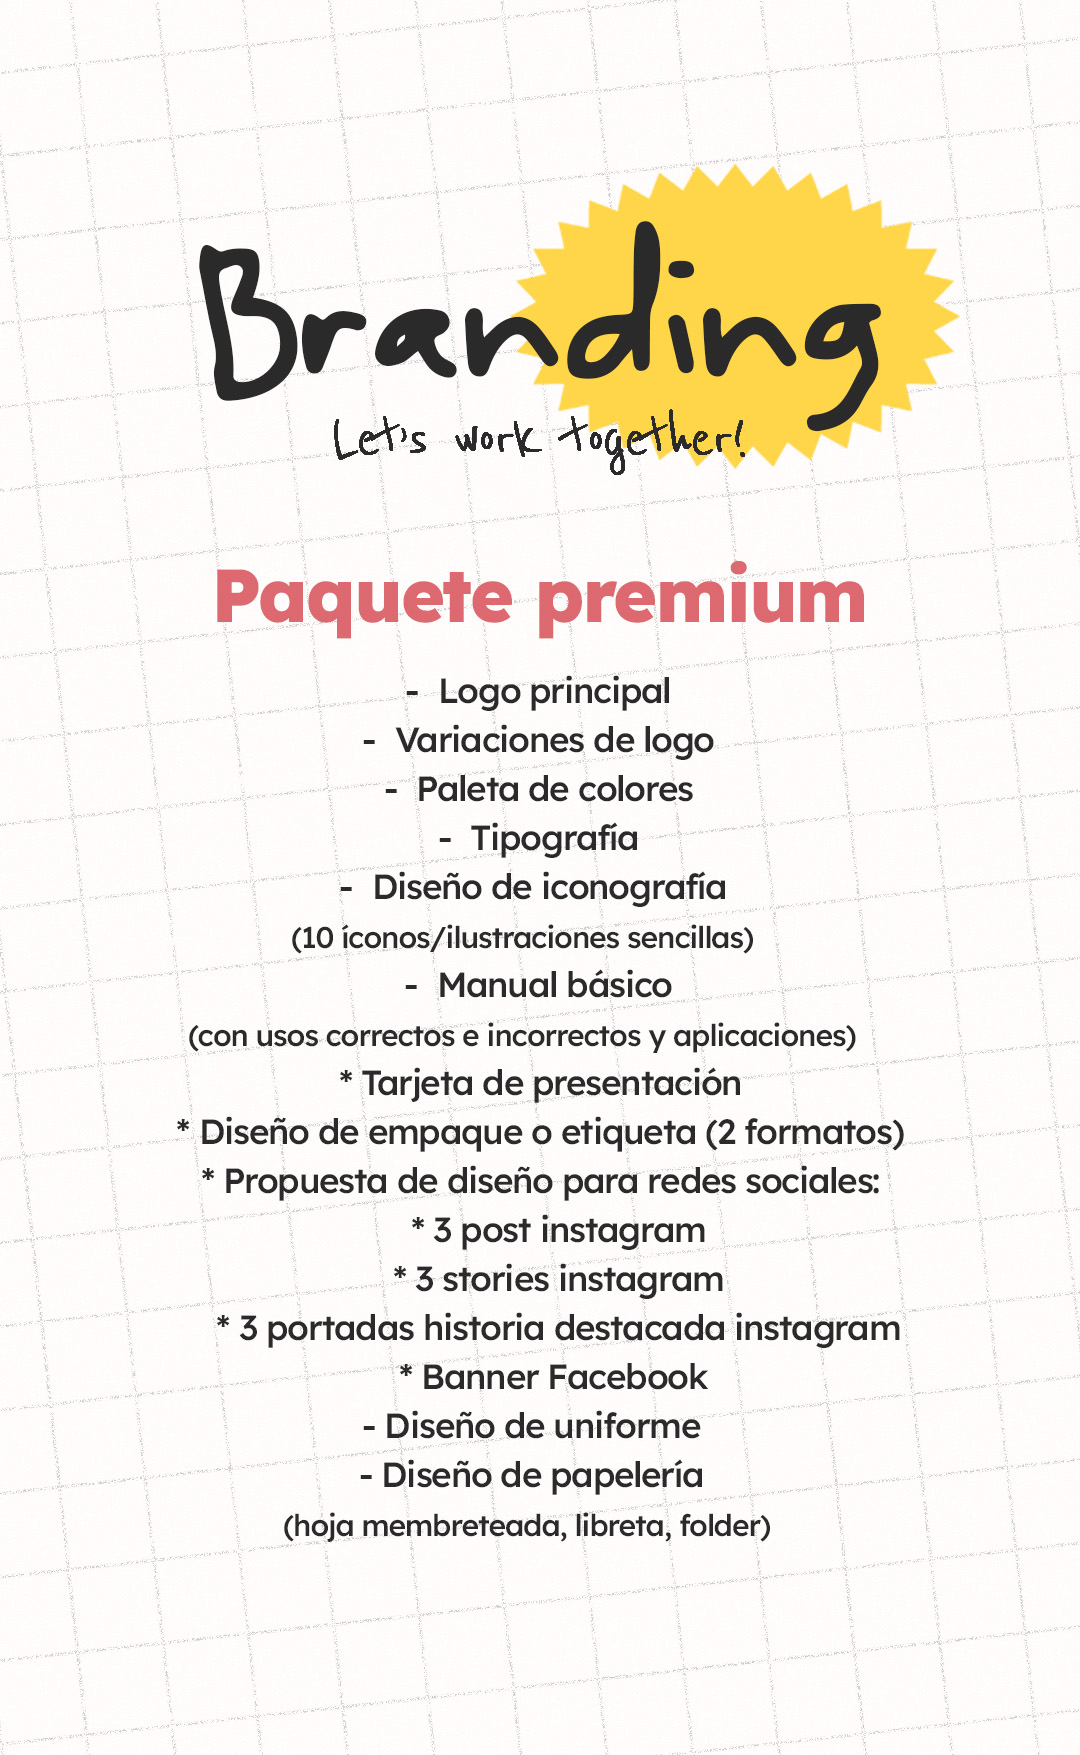 Branding
Let's work together!
Paquete premium
- Logo principal
- Variaciones de logo
- Paleta de colores
- Tipografía
- Diseño de iconografía
(10 íconos/ilustraciones sencillas)
- Manual básico
(con usos correctos e incorrectos y aplicaciones)
* Tarjeta de presentación
* Diseño de empaque o etiqueta (2 formatos)
* Propuesta de diseño para redes sociales:
* 3 post instagram
* 3 stories instagram
* 3 portadas historia destacada instagram
* Banner Facebook
- Diseño de uniforme
- Diseño de papelería
(hoja membreteada, libreta, folder)